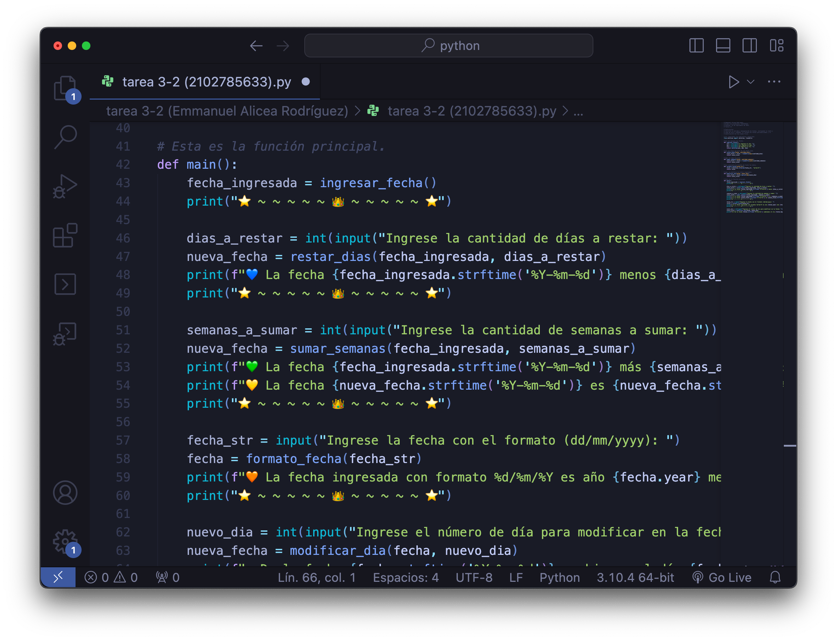 python
tarea 3-2 (2102785633).py
tarea 3-2 (Emmanuel Alicea Rodríguez) > tarea 3-2 (2102785633).py > ...
1
40
41 # Esta es la función principal.
42 def main():
43 fecha_ingresada = ingresar_fecha()
44 print("⭐ ~ ~ ~ ~ ~ 👑 ~ ~ ~ ~ ~ ⭐")
45
46 dias_a_restar = int(input("Ingrese la cantidad de días a restar: "))
47 nueva_fecha = restar_dias(fecha_ingresada, dias_a_restar)
48 print(f"💙 La fecha {fecha_ingresada.strftime('%Y-%m-%d')} menos {dias_a_
49 print("⭐ ~ ~ ~ ~ ~ 👑 ~ ~ ~ ~ ~ ⭐")
50
51 semanas_a_sumar = int(input("Ingrese la cantidad de semanas a sumar: "))
52 nueva_fecha = sumar_semanas(fecha_ingresada, semanas_a_sumar)
53 print(f"💚 La fecha {fecha_ingresada.strftime('%Y-%m-%d')} más {semanas_a
54 print(f"💛 La fecha {nueva_fecha.strftime('%Y-%m-%d')} es {nueva_fecha.st
55 print("⭐ ~ ~ ~ ~ ~ 👑 ~ ~ ~ ~ ~ ⭐")
56
57 fecha_str = input("Ingrese la fecha con el formato (dd/mm/yyyy): ")
58 fecha = formato_fecha(fecha_str)
59 print(f"🧡 La fecha ingresada con formato %d/%m/%Y es año {fecha.year} me
60 print("⭐ ~ ~ ~ ~ ~ 👑 ~ ~ ~ ~ ~ ⭐")
61
62 nuevo_dia = int(input("Ingrese el número de día para modificar en la fech
63 nueva_fecha = modificar_dia(fecha, nuevo_dia)
1
0 0 0 Lín. 66, col. 1 Espacios: 4 UTF-8 LF Python 3.10.4 64-bit Go Live